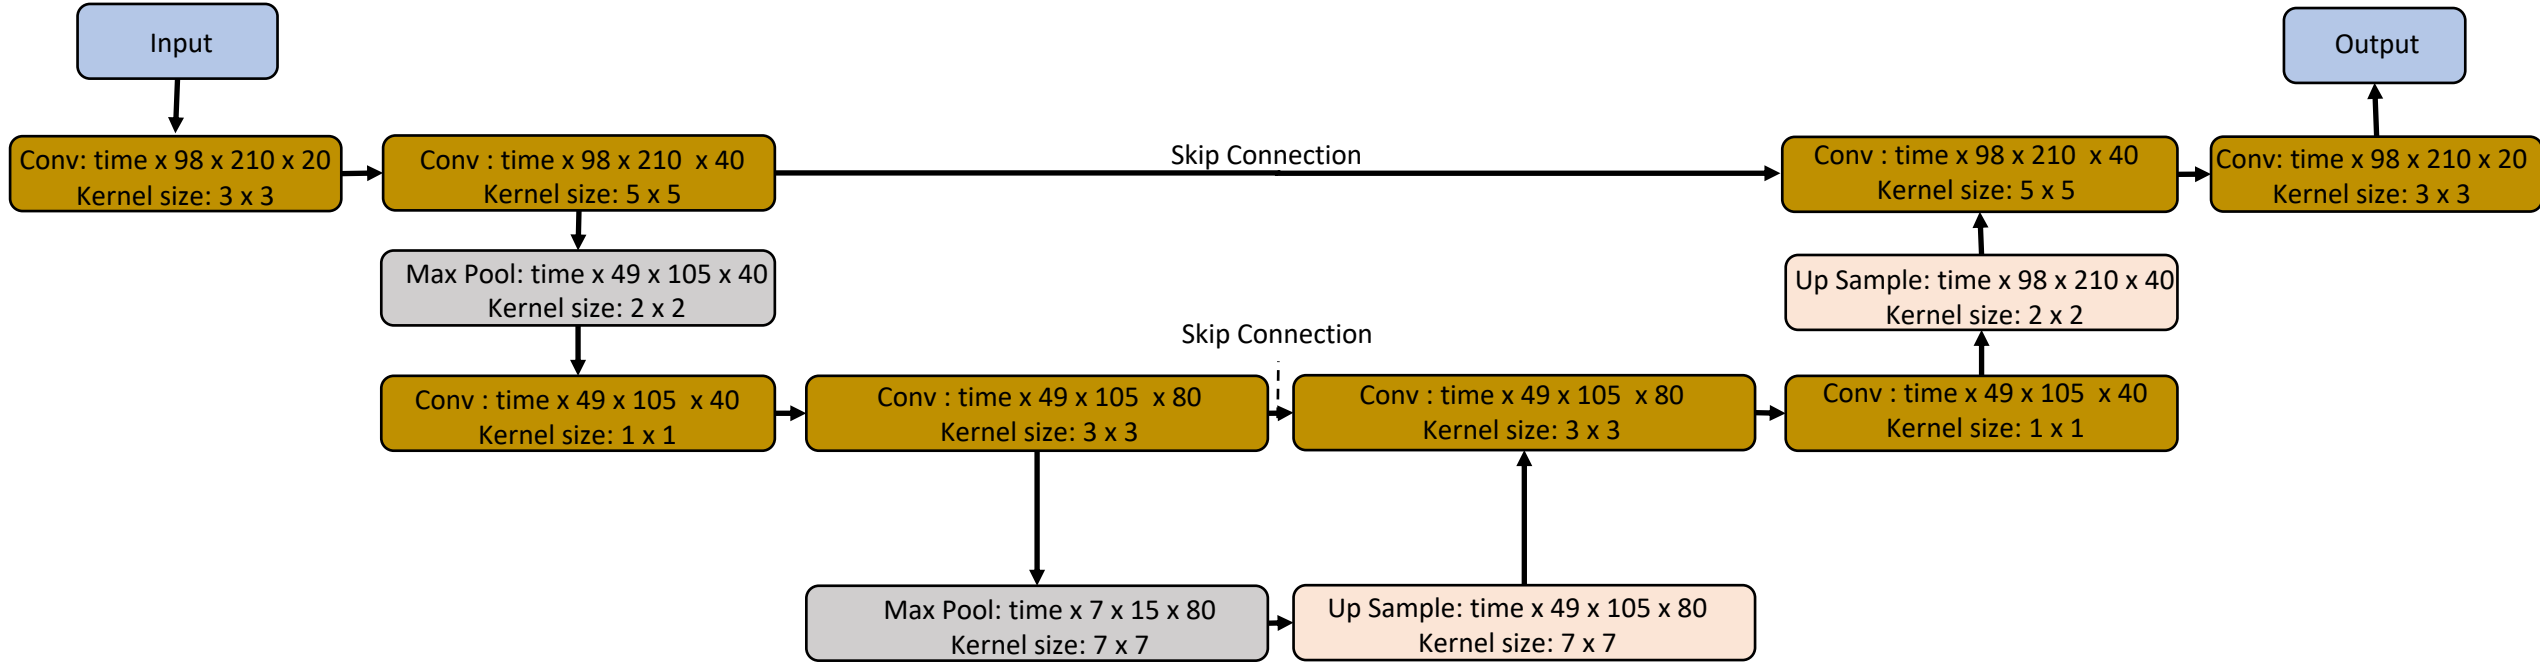 Input
Output
Conv: time x 98 x 210 x 20
Kernel size: 3 x 3
Conv : time x 98 x 210  x 40
Kernel size: 5 x 5
Skip Connection
Conv : time x 98 x 210  x 40
Kernel size: 5 x 5
Conv: time x 98 x 210 x 20
Kernel size: 3 x 3
Max Pool: time x 49 x 105 x 40
Kernel size: 2 x 2
Up Sample: time x 98 x 210 x 40
Kernel size: 2 x 2
Skip Connection
Conv : time x 49 x 105  x 40
Kernel size: 1 x 1
Conv : time x 49 x 105  x 80
Kernel size: 3 x 3
Conv : time x 49 x 105  x 80
Kernel size: 3 x 3
Conv : time x 49 x 105  x 40
Kernel size: 1 x 1
Max Pool: time x 7 x 15 x 80
Kernel size: 7 x 7
Up Sample: time x 49 x 105 x 80
Kernel size: 7 x 7